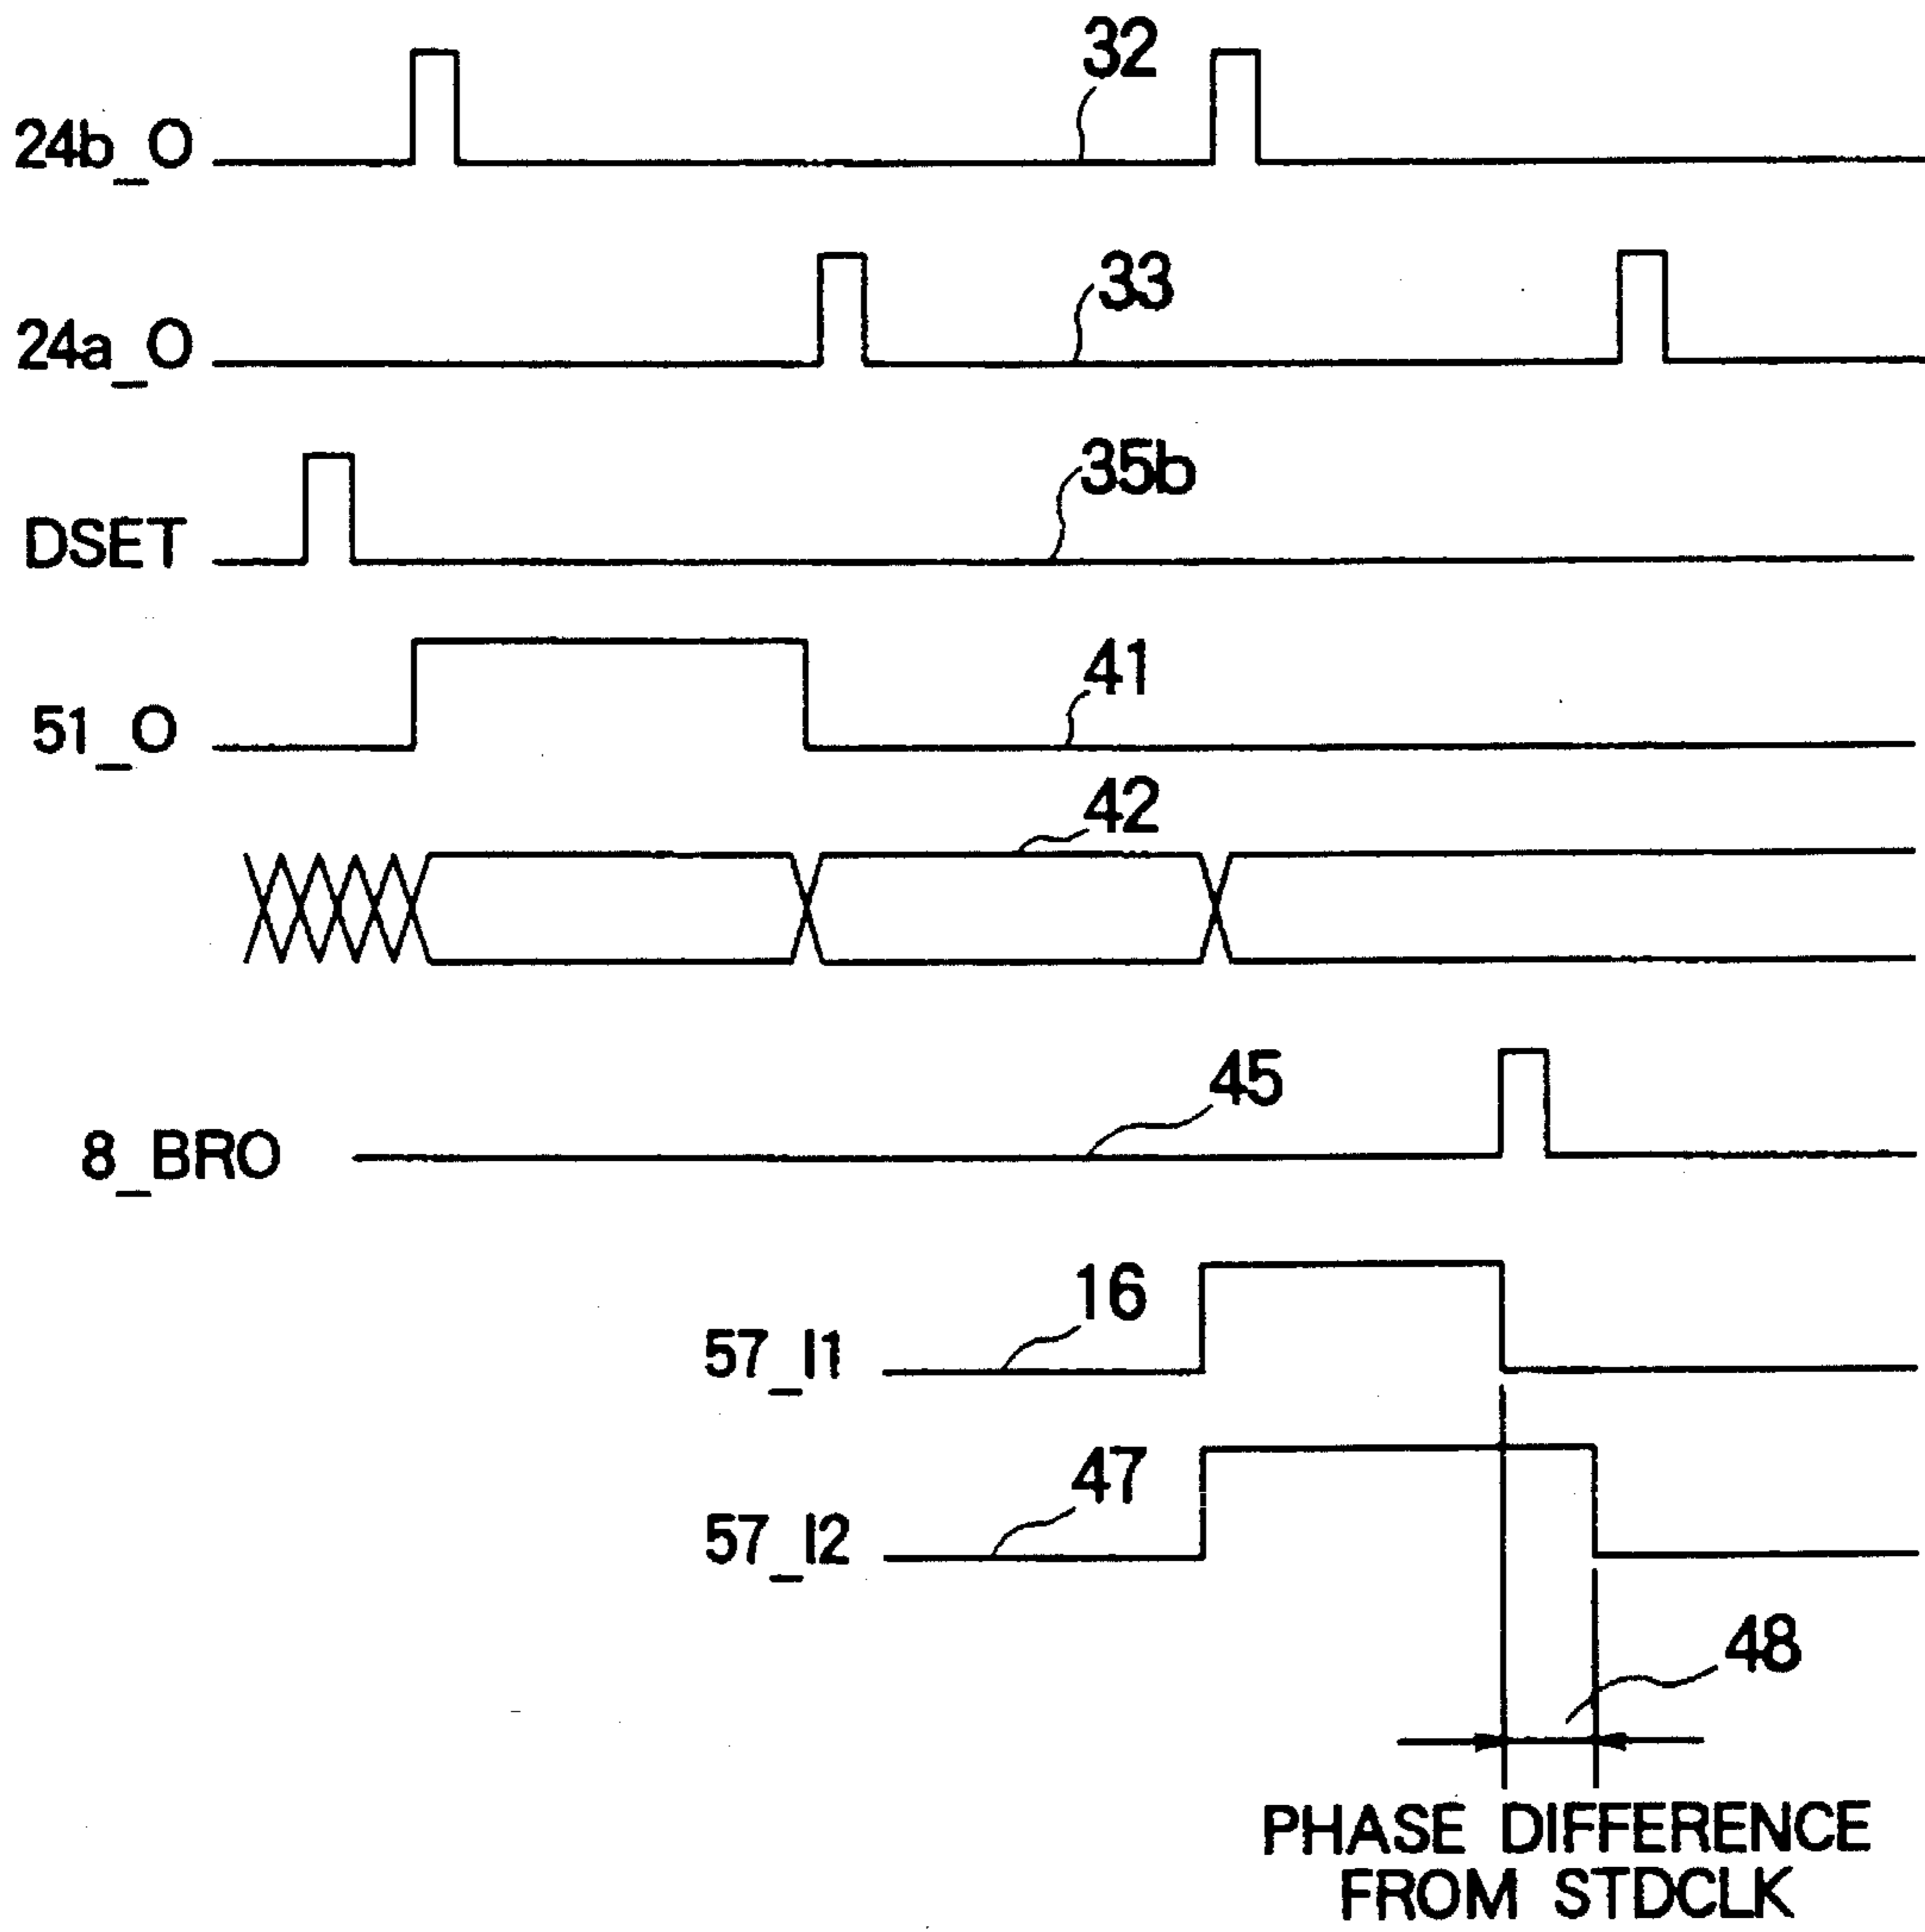 32
24b_O
33
24a_O
35b
DSET
41
51_O
42
45
8_BRO
16
57_I1
47
57_I2
48
PHASE DIFFERENCE
FROM STDCLK